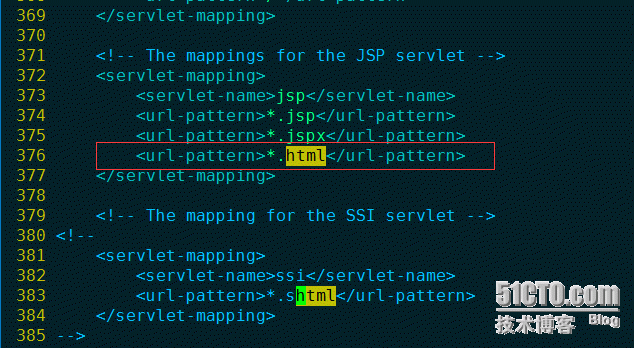 369     </servlet-mapping>
370
371     <!-- The mappings for the JSP servlet -->
372     <servlet-mapping>
373         <servlet-name>jsp</servlet-name>
374         <url-pattern>*.jsp</url-pattern>
375         <url-pattern>*.jspx</url-pattern>
376         <url-pattern>*.html</url-pattern>
377     </servlet-mapping>
378
379     <!-- The mapping for the SSI servlet -->
380 <!--
381     <servlet-mapping>
382         <servlet-name>ssi</servlet-name>
383         <url-pattern>*.shtml</url-pattern>
384     </servlet-mapping>
385 -->
51CTO.com
技术博客 Blog